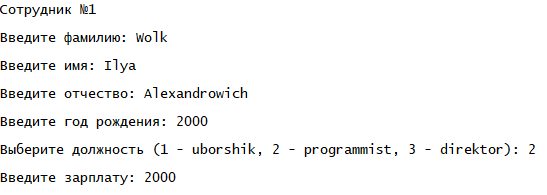 Сотрудник №1
Введите фамилию: Wolk
Введите имя: Ilya
Введите отчество: Alexandrowich
Введите год рождения: 2000
Выберите должность (1 - uborshik, 2 - programmist, 3 - direktor): 2
Введите зарплату: 2000